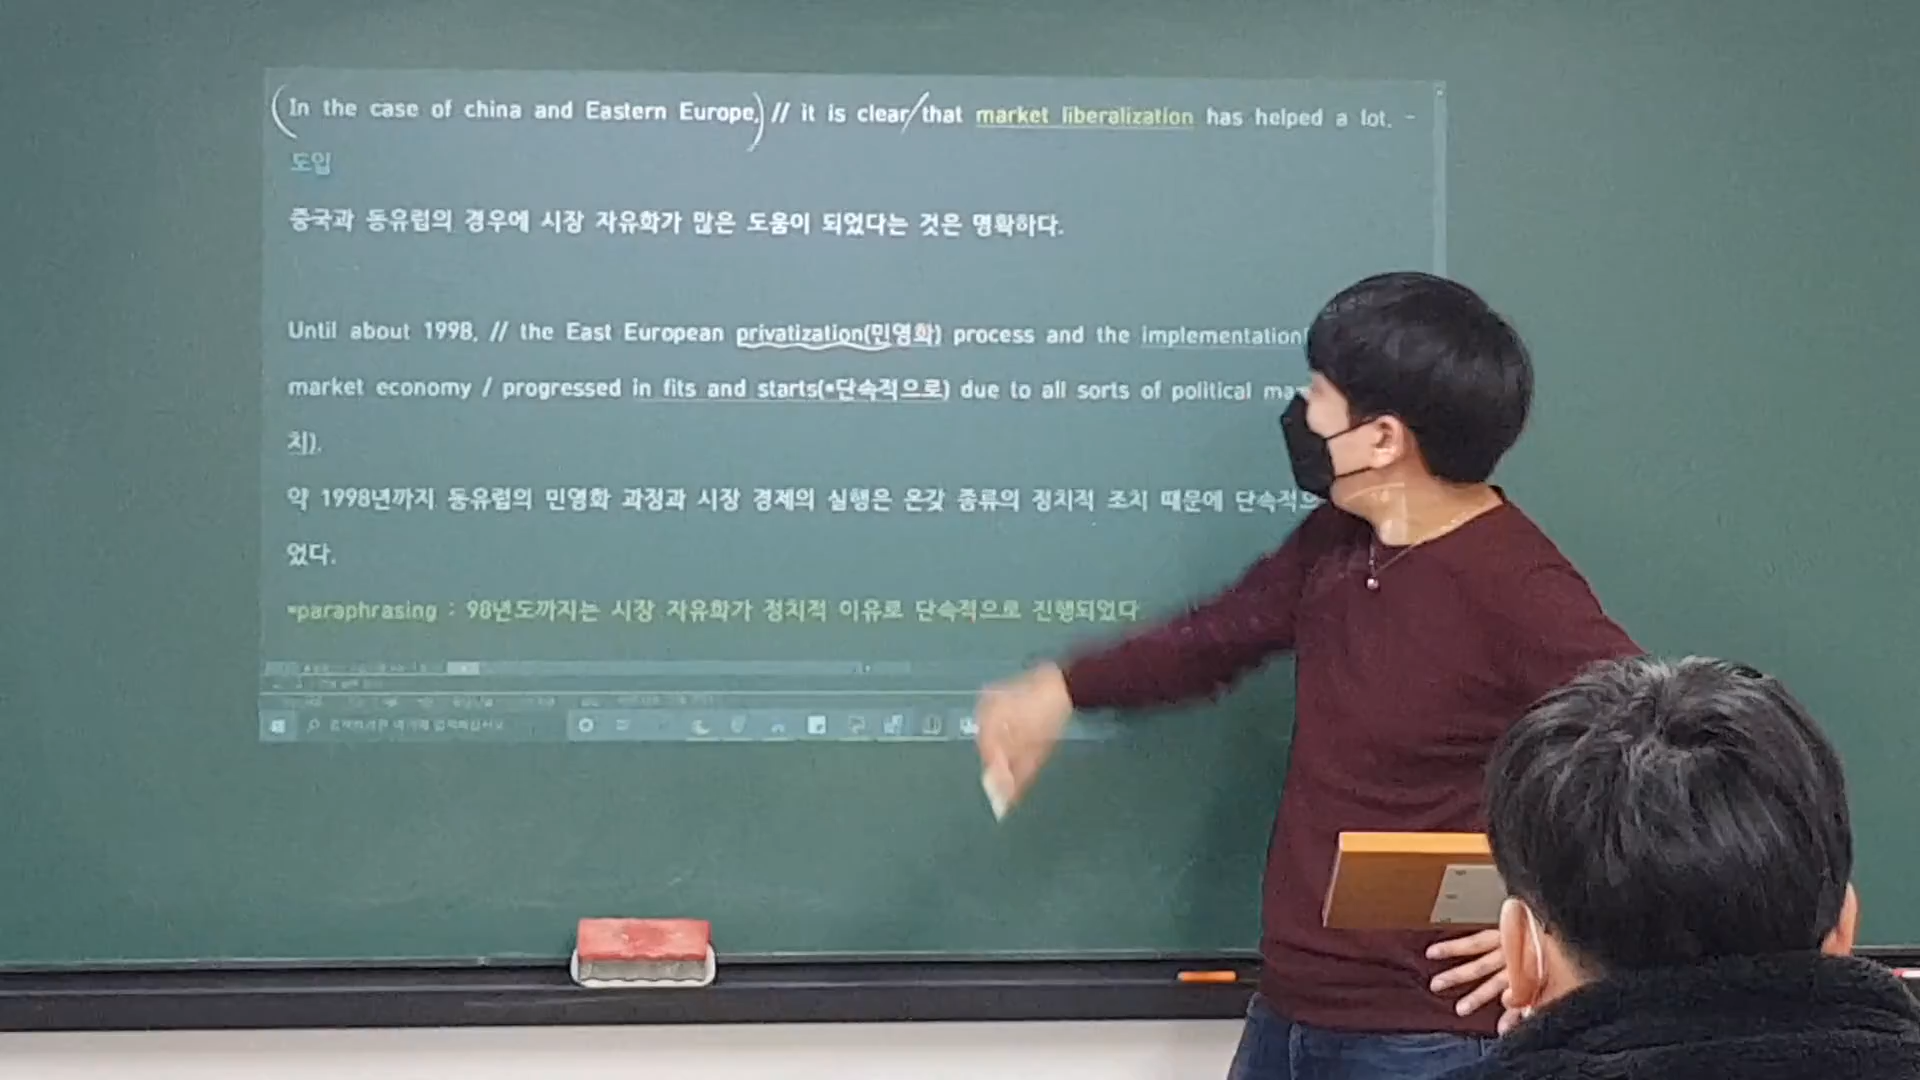 In the case of china and Eastern Europe, // it is clear/that market liberalization has helped a lot. -
도입
중국과 동유럽의 경우에 시장 자유화가 많은 도움이 되었다는 것은 명확하다.
Until about 1998, // the East European privatization(민영화) process and the implementation(
market economy / progressed in fits and starts(*단속적으로) due to all sorts of political
치).
약 1998년까지 동유럽의 민영화 과정과 시장 경제의 실행은 온갖 종류의 정치적 조치 때문에 단속적으
었다.
*paraphrasing : 98년도까지는 시장 자유화가 정치적 이유로 단속적으로 진행되었다.